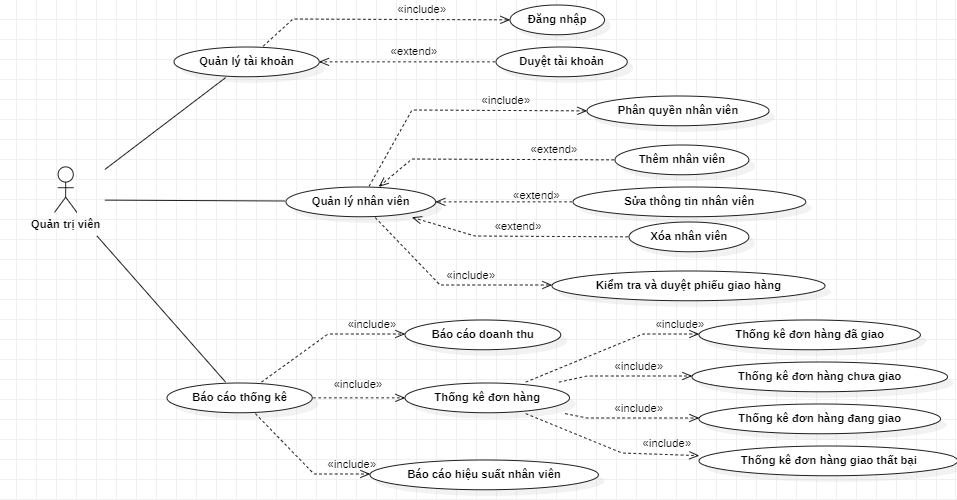 «include»
Đăng nhập
Quản lý tài khoản
«extend»
Duyệt tài khoản
«include»
Phân quyền nhân viên
«extend»
Thêm nhân viên
Quản trị viên
Quản lý nhân viên
«extend»
Sửa thông tin nhân viên
«extend»
Xóa nhân viên
«include»
Kiểm tra và duyệt phiếu giao hàng
«include»
Báo cáo doanh thu
«include»
Thống kê đơn hàng đã giao
«include»
Thống kê đơn hàng chưa giao
Báo cáo thống kê
«include»
Thống kê đơn hàng
«include»
Thống kê đơn hàng đang giao
«include»
Thống kê đơn hàng giao thất bại
«include»
Báo cáo hiệu suất nhân viên